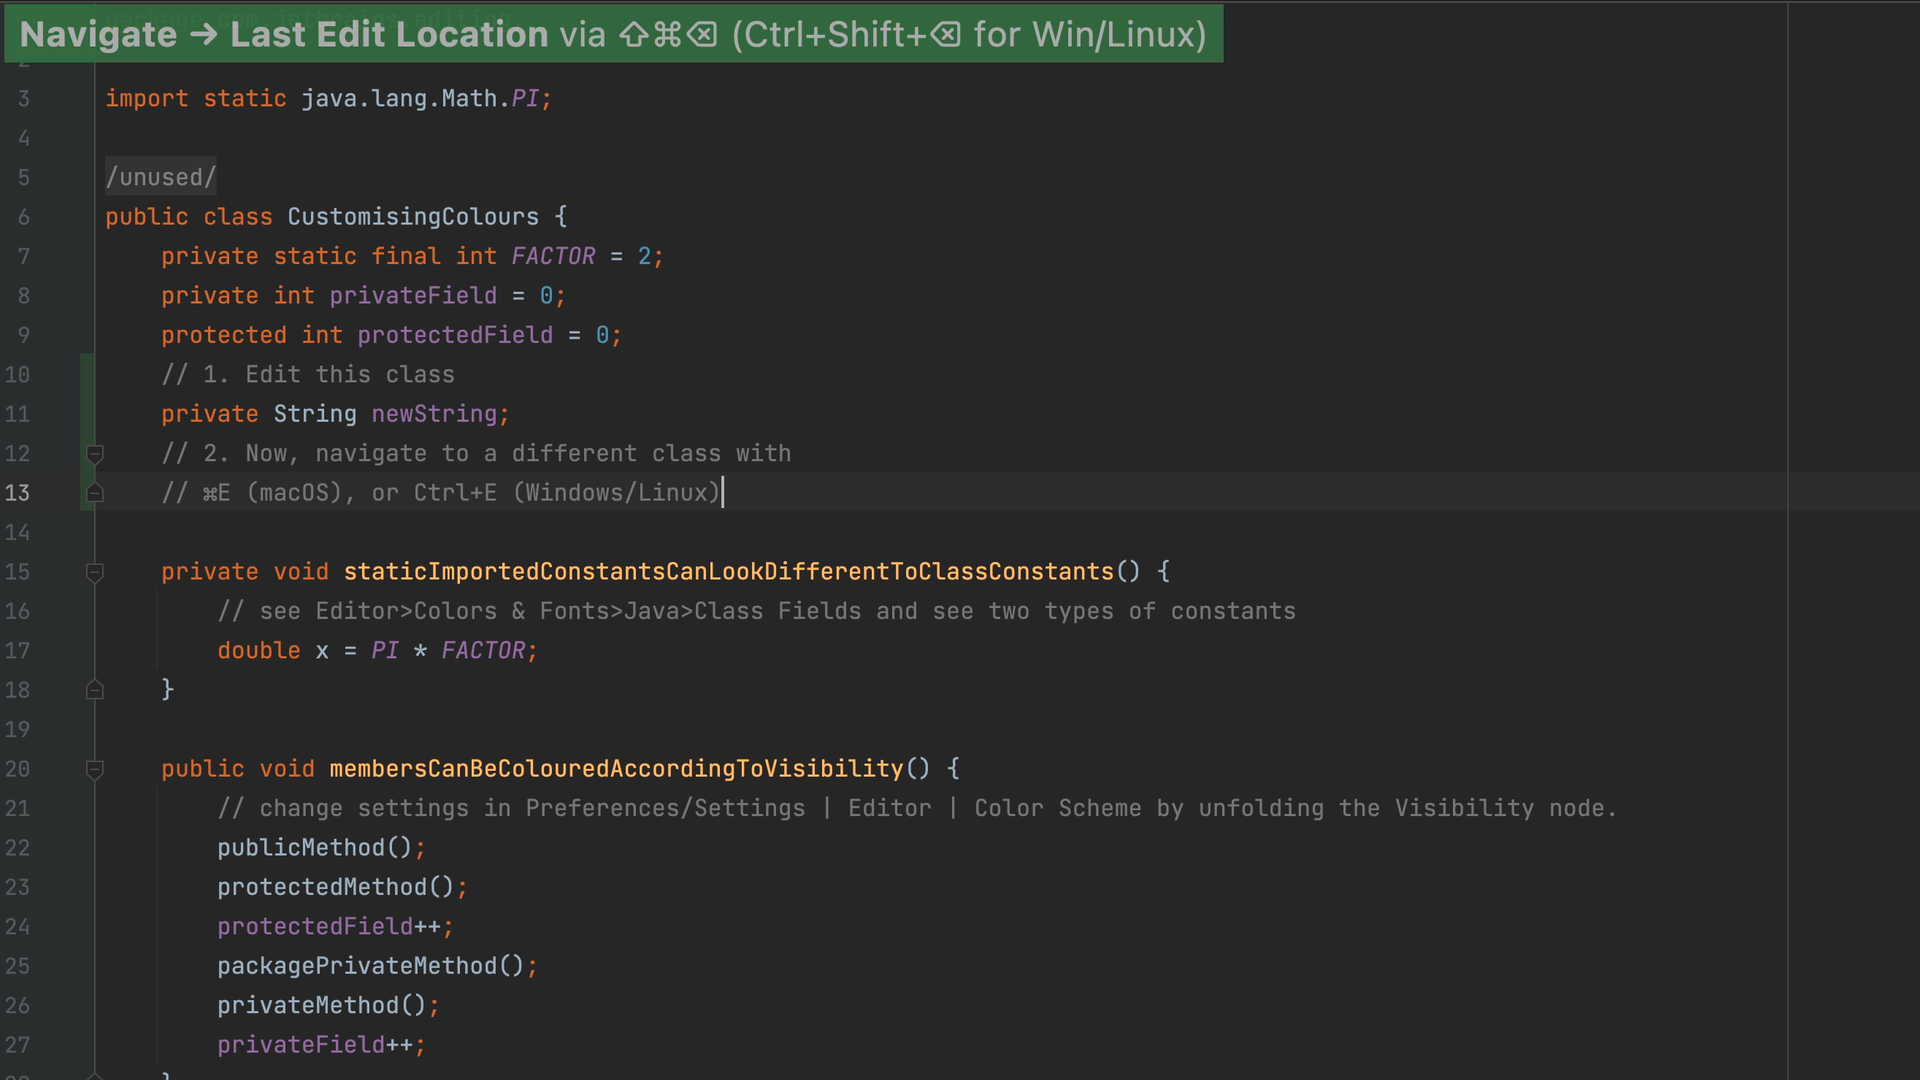 Navigate → Last Edit Location via ⇧⌘⌫ (Ctrl+Shift+⌫ for Win/Linux)
2
3 import static java.lang.Math.PI;
4
5 /unused/
6 public class CustomisingColours {
7 private static final int FACTOR = 2;
8 private int privateField = 0;
9 protected int protectedField = 0;
10 // 1. Edit this class
11 private String newString;
12 // 2. Now, navigate to a different class with
13 // ⌘E (macOS), or Ctrl+E (Windows/Linux)
14
15 private void staticImportedConstantsCanLookDifferentToClassConstants() {
16 // see Editor>Colors & Fonts>Java>Class Fields and see two types of constants
17 double x = PI * FACTOR;
18 }
19
20 public void membersCanBeColouredAccordingToVisibility() {
21 // change settings in Preferences/Settings | Editor | Color Scheme by unfolding the Visibility node.
22 publicMethod();
23 protectedMethod();
24 protectedField++;
25 packagePrivateMethod();
26 privateMethod();
27 privateField++;